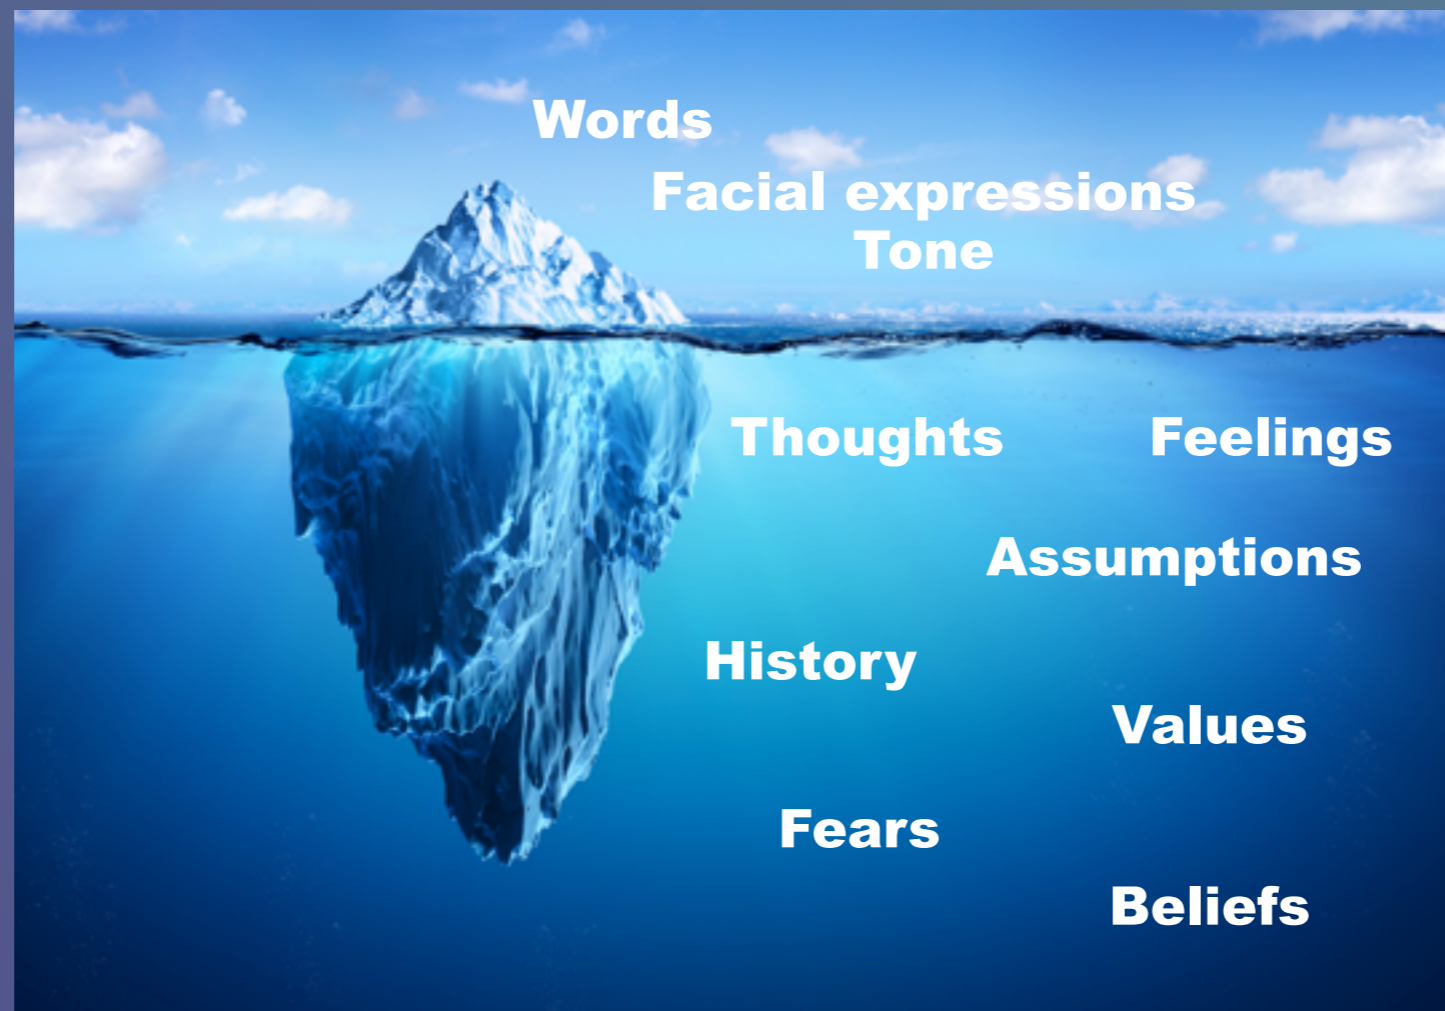 Words
Facial expressions
Tone
Thoughts Feelings
Assumptions
History
Values
Fears
Beliefs